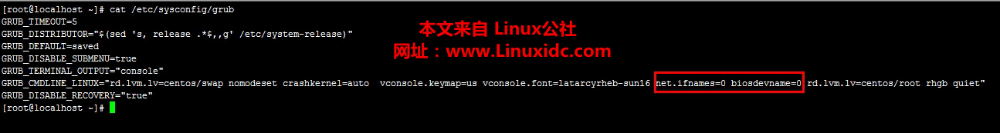 [root@localhost ~]# cat /etc/sysconfig/grub
GRUB_TIMEOUT=5
GRUB_DISTRIBUTOR="$(sed 's, release .*$,,g' /etc/system-release)"
GRUB_DEFAULT=saved
GRUB_DISABLE_SUBMENU=true
GRUB_TERMINAL_OUTPUT="console"
GRUB_CMDLINE_LINUX="rd.lvm.lv=centos/swap nomodeset crashkernel=auto  vconsole.keymap=us vconsole.font=latarcyrheb-sun16 net.ifnames=0 biosdevname=0 rd.lvm.lv=centos/root rhgb quiet"
GRUB_DISABLE_RECOVERY="true"
[root@localhost ~]#
本文来自 Linux公社
网址：www.Linuxidc.com